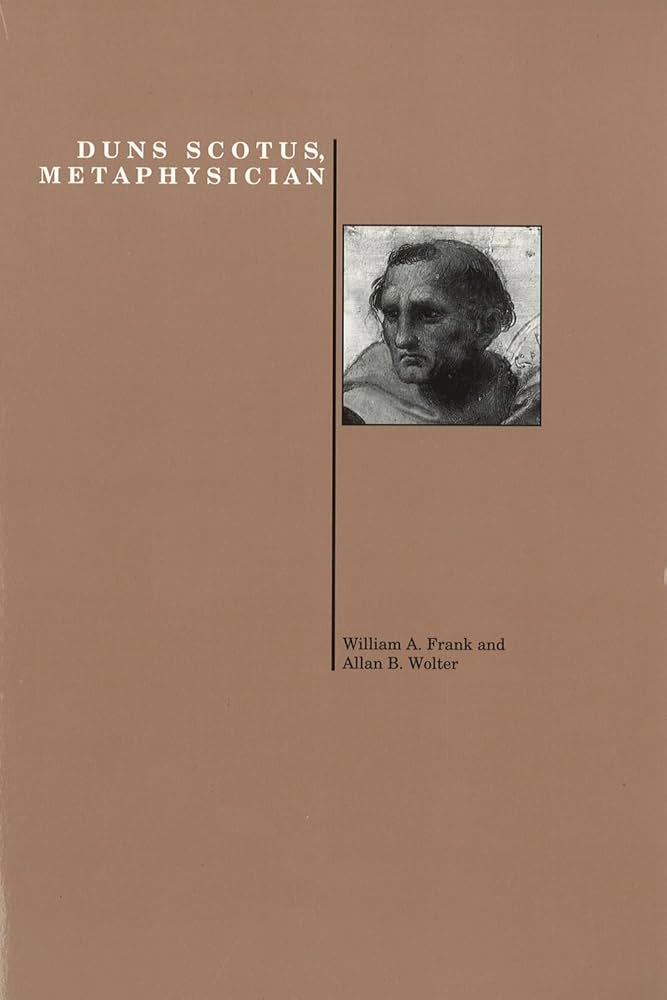 DUNS SCOTUS,
METAPHYSICIAN
William A. Frank and
Allan B. Wolter